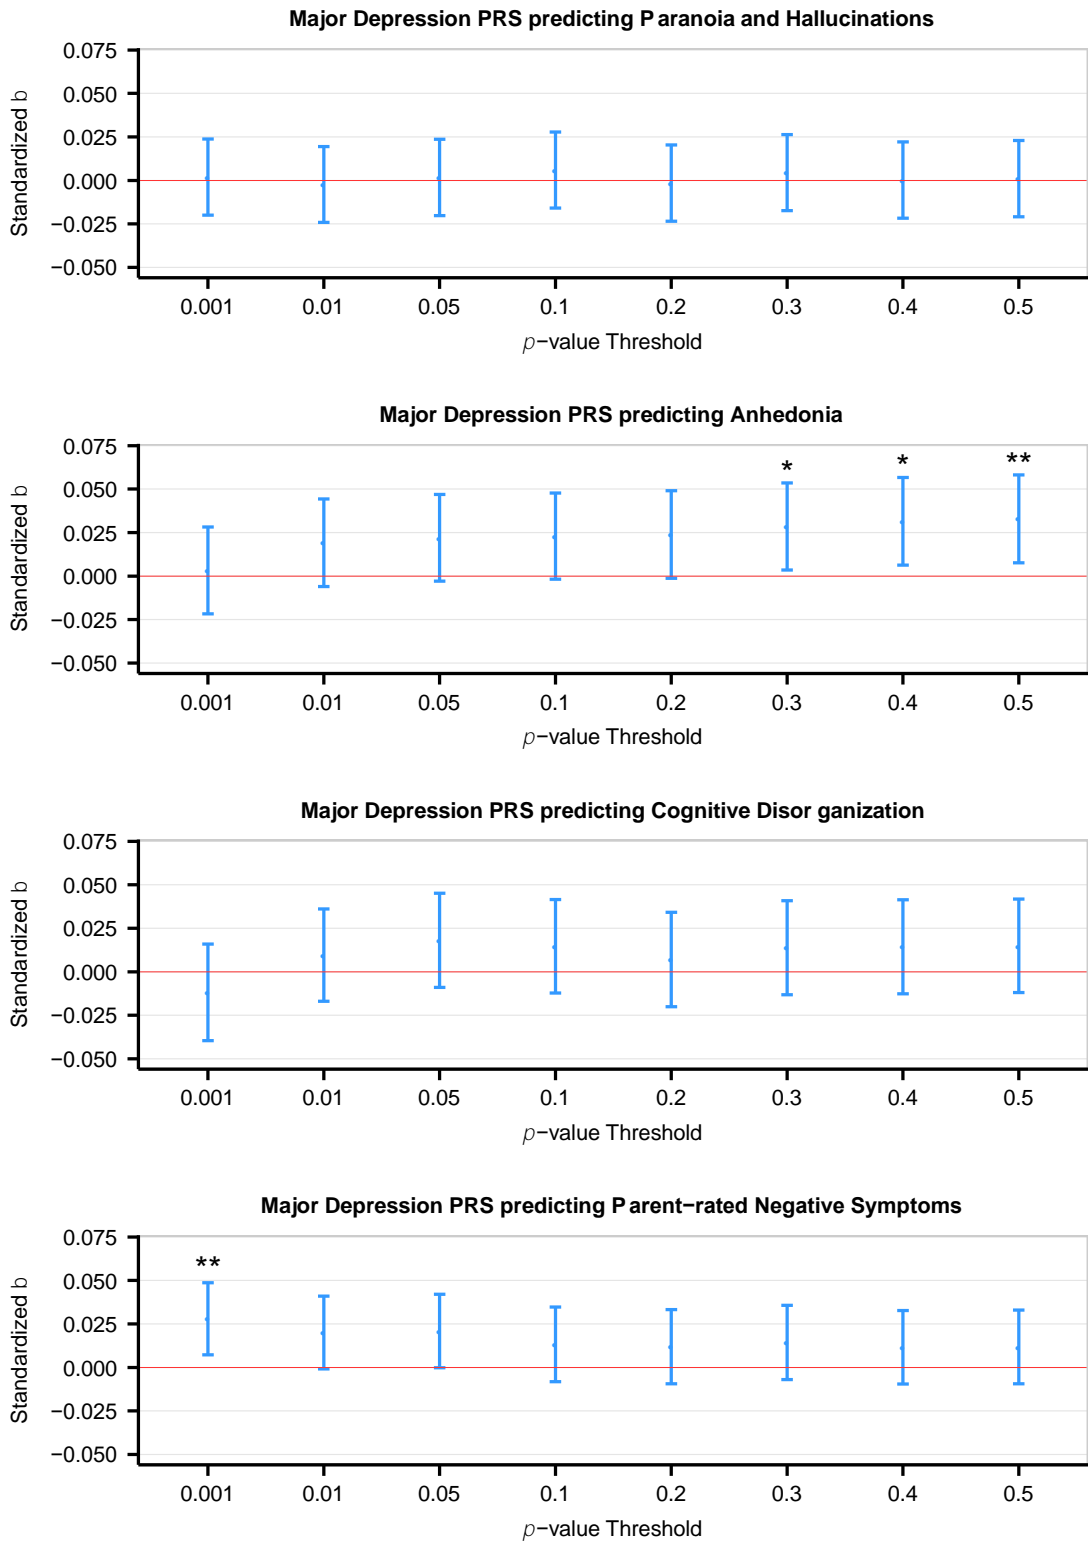 Major Depression PRS predicting Paranoia and Hallucinations
Standardized b
0.075
0.050
0.025
0.000
−0.025
−0.050
0.001 0.01 0.05 0.1 0.2 0.3 0.4 0.5
p−value Threshold
Major Depression PRS predicting Anhedonia
Standardized b
0.075
0.050
0.025
0.000
−0.025
−0.050
* * **
0.001 0.01 0.05 0.1 0.2 0.3 0.4 0.5
p−value Threshold
Major Depression PRS predicting Cognitive Disor ganization
Standardized b
0.075
0.050
0.025
0.000
−0.025
−0.050
0.001 0.01 0.05 0.1 0.2 0.3 0.4 0.5
p−value Threshold
Major Depression PRS predicting Parent−rated Negative Symptoms
Standardized b
0.075
0.050
0.025
0.000
−0.025
−0.050
**
0.001 0.01 0.05 0.1 0.2 0.3 0.4 0.5
p−value Threshold